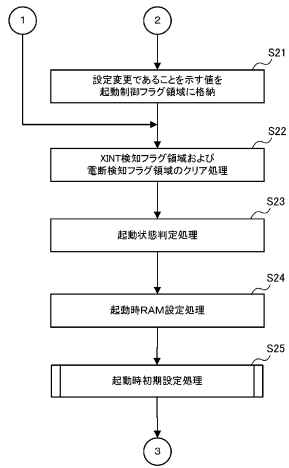 1
2
S21
設定変更であることを示す値を
起動制御フラグ領域に格納
S22
XINT検知フラグ領域および
電断検知フラグ領域のクリア処理
S23
起動状態判定処理
S24
起動時RAM設定処理
S25
起動時初期設定処理
3